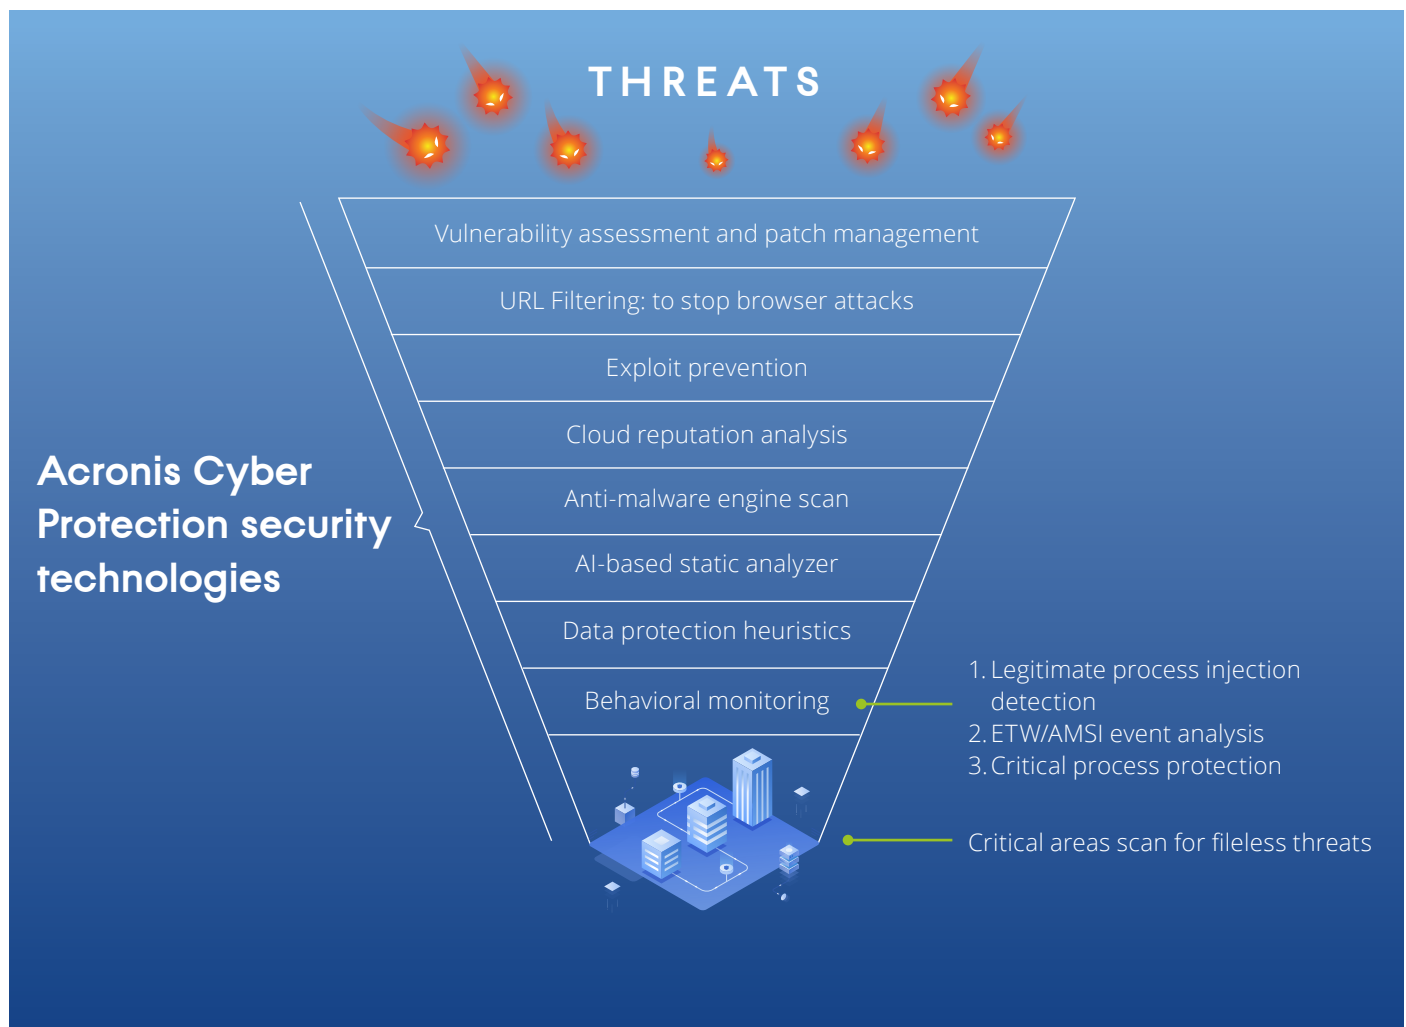 THREATS
Vulnerability assessment and patch management
URL Filtering: to stop browser attacks
Exploit prevention
Cloud reputation analysis
Anti-malware engine scan
AI-based static analyzer
Data protection heuristics
Behavioral monitoring
Acronis Cyber
Protection security
technologies
1. Legitimate process injection
detection
2. ETW/AMSI event analysis
3. Critical process protection
Critical areas scan for fileless threats